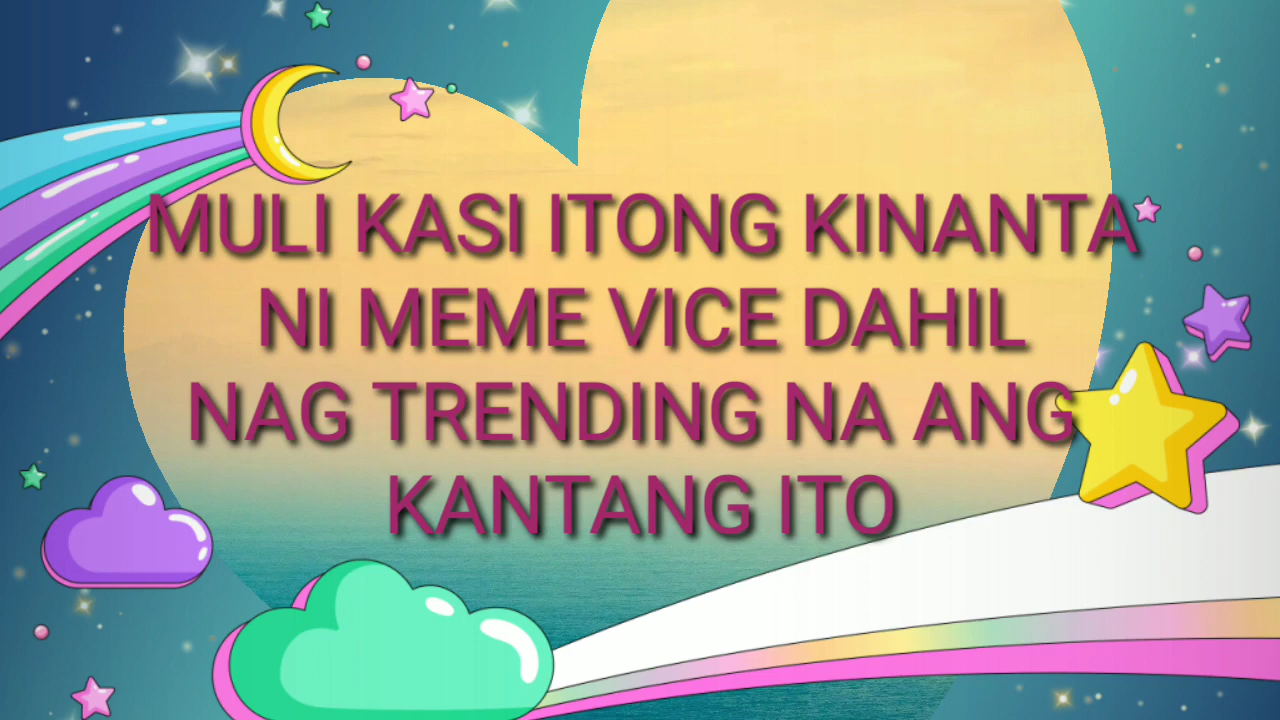 MULI KASI ITONG KINANTA
NI MEME VICE DAHIL
NAG TRENDING NA ANG
KANTANG ITO